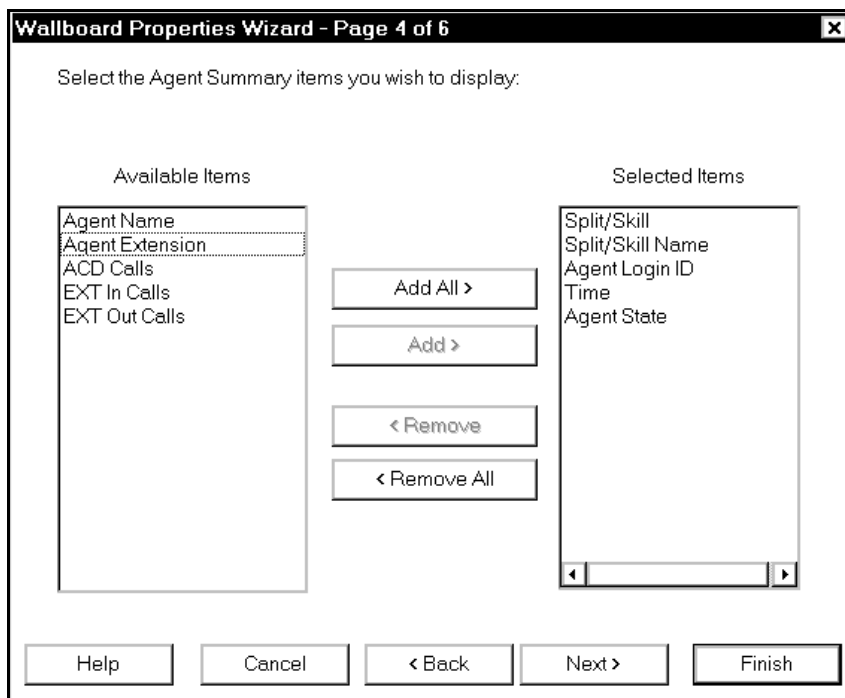 Wallboard Properties Wizard - Page 4 of 6
Select the Agent Summary items you wish to display:
Available Items
Agent Name
Agent Extension
ACD Calls
EXT In Calls
EXT Out Calls
Add All >
Add >
< Remove
< Remove All
Selected Items
Split/Skill
Split/Skill Name
Agent Login ID
Time
Agent State
Help
Cancel
< Back
Next >
Finish